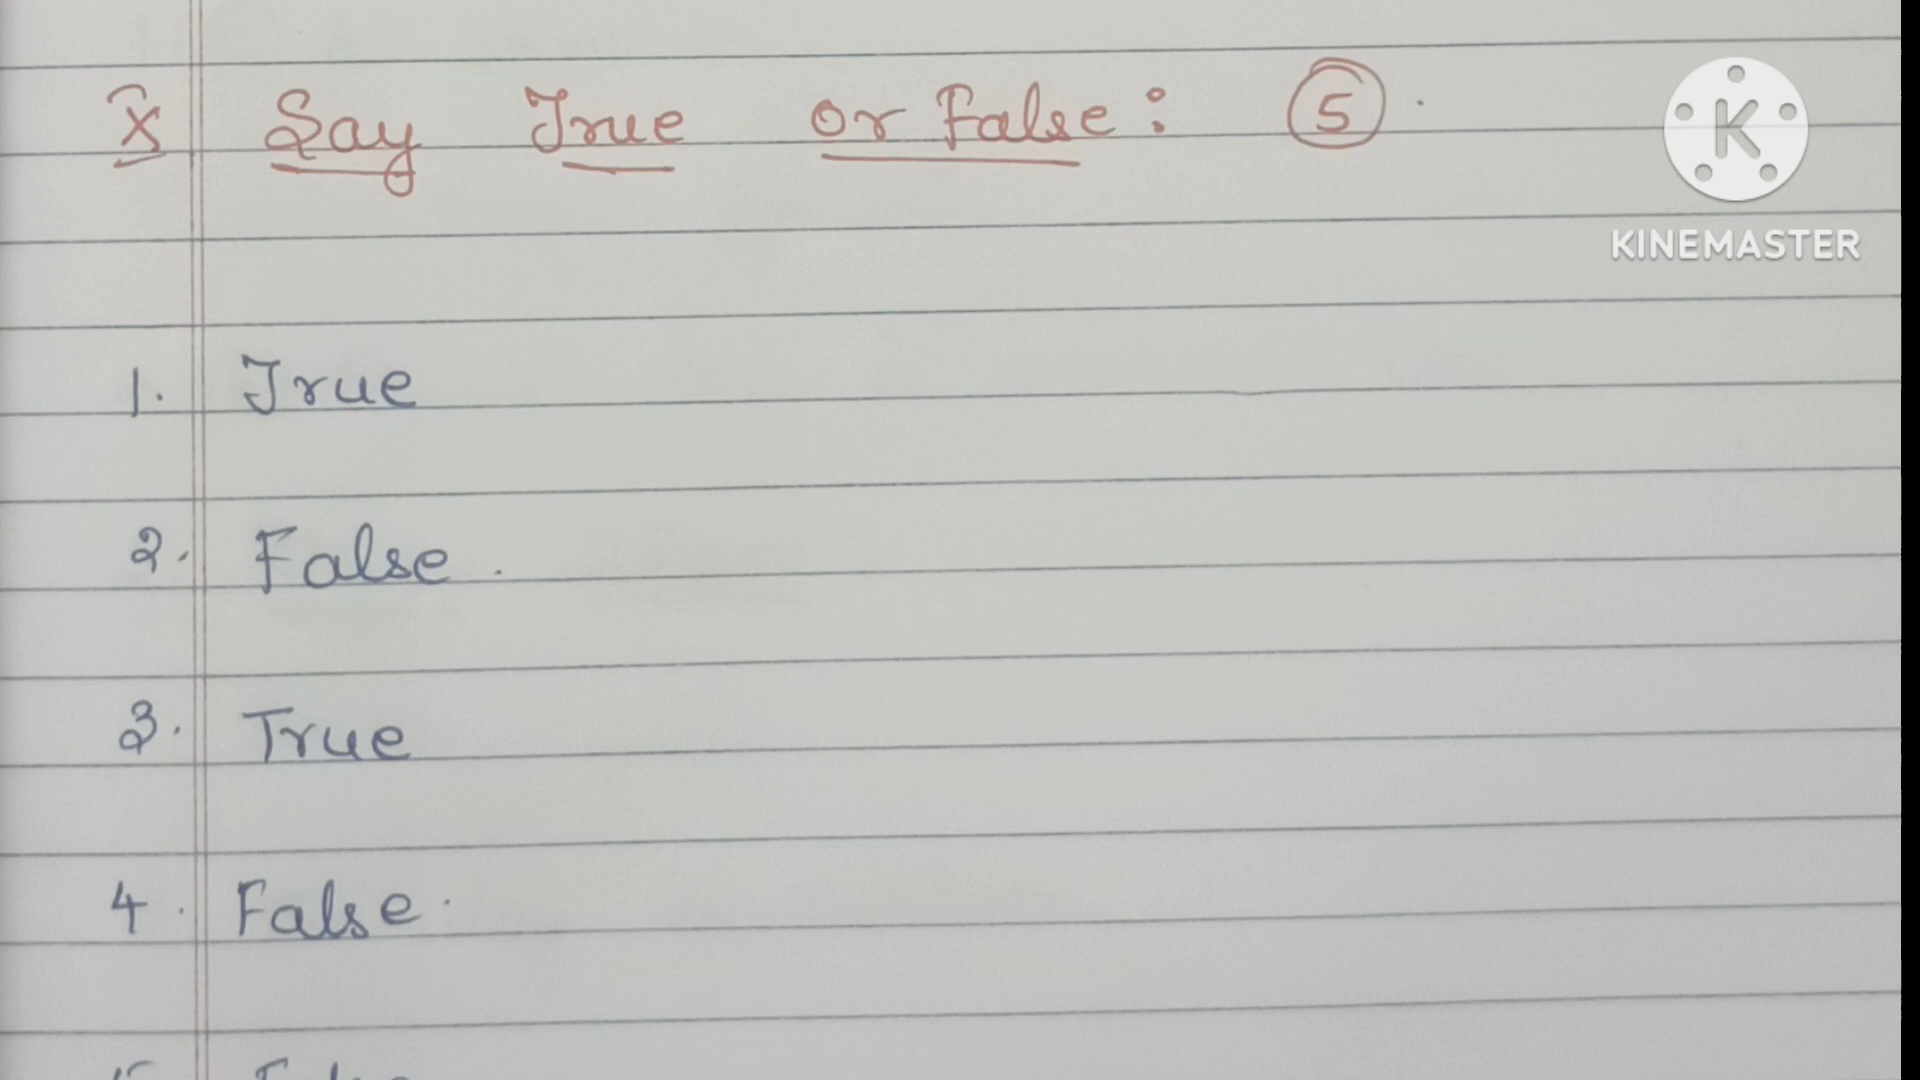 X Say True or False : 5
KINEMASTER
1. True
2. False.
3. True
4. False.